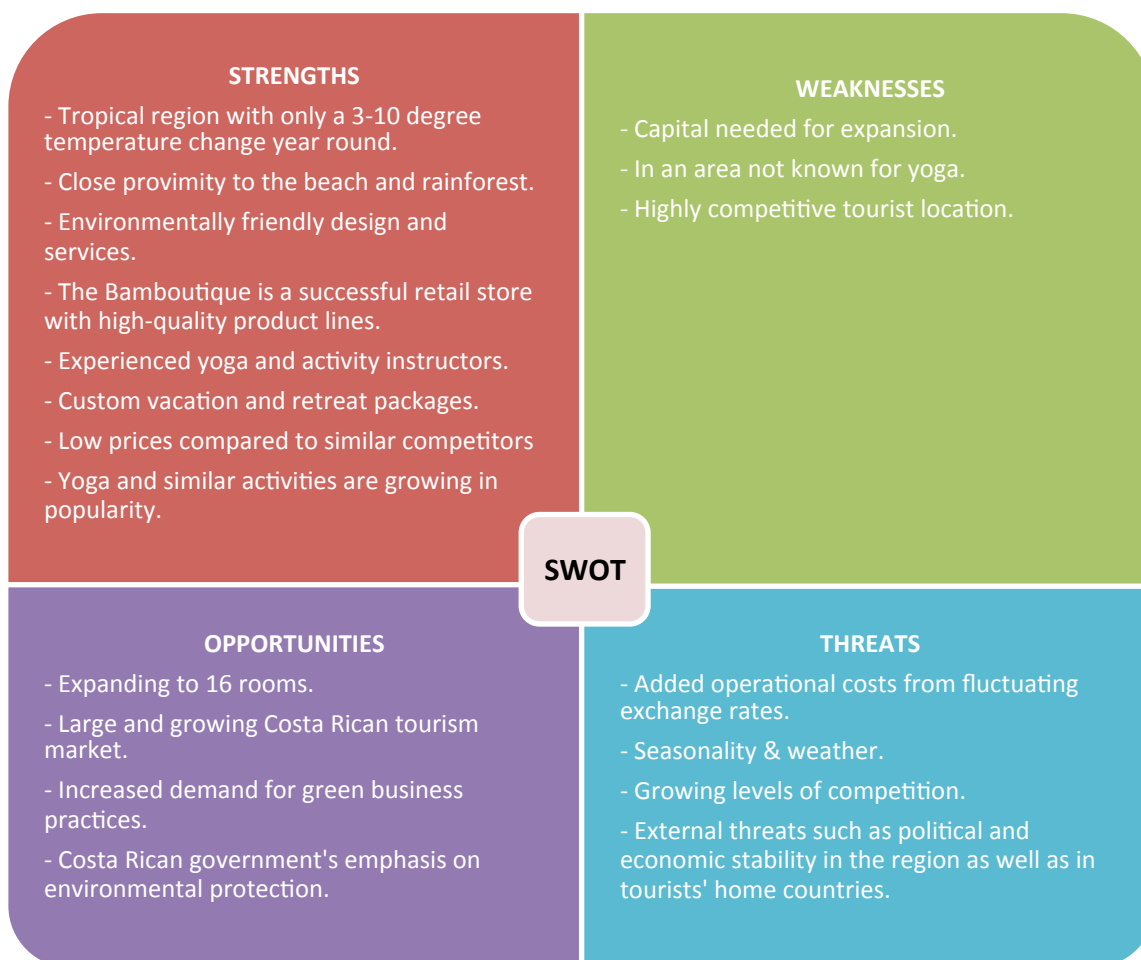 STRENGTHS
- Tropical region with only a 3-10 degree
temperature change year round.
- Close provimity to the beach and rainforest.
- Environmentally friendly design and
services.
- The Bamboutique is a successful retail store
with high-quality product lines.
- Experienced yoga and activity instructors.
- Custom vacation and retreat packages.
- Low prices compared to similar competitors
- Yoga and similar activities are growing in
popularity.
WEAKNESSES
- Capital needed for expansion.
- In an area not known for yoga.
- Highly competitive tourist location.
SWOT
OPPORTUNITIES
- Expanding to 16 rooms.
- Large and growing Costa Rican tourism
market.
- Increased demand for green business
practices.
- Costa Rican government's emphasis on
environmental protection.
THREATS
- Added operational costs from fluctuating
exchange rates.
- Seasonality & weather.
- Growing levels of competition.
- External threats such as political and
economic stability in the region as well as in
tourists' home countries.